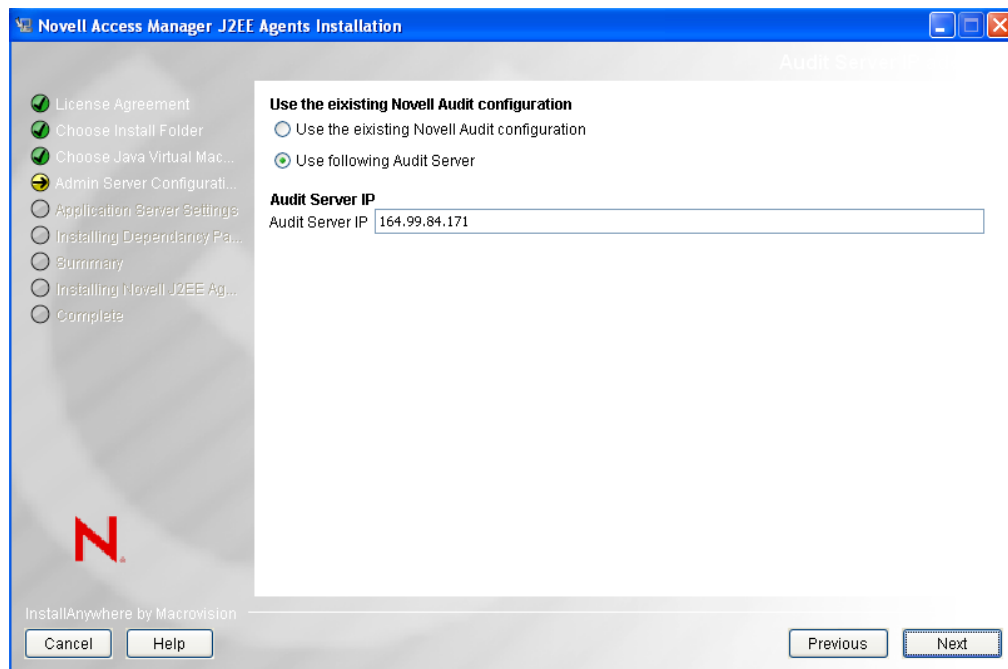 Novell Access Manager J2EE Agents Installation
Audit Server
License Agreement
Choose Install Folder
Choose Java Virtual Mac...
Admin Server Configurati...
Application Server Settings
Installing Dependancy Pa...
Summary
Installing Novell J2EE Ag...
Complete
Use the eixisting Novell Audit configuration
Use the eixisting Novell Audit configuration
Use following Audit Server
Audit Server IP
Audit Server IP 164.99.84.171
N
InstallAnywhere by Macrovision
Cancel Help Previous Next